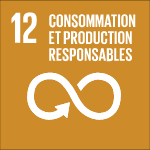 12 CONSOMMATION
ET PRODUCTION
RESPONSABLES